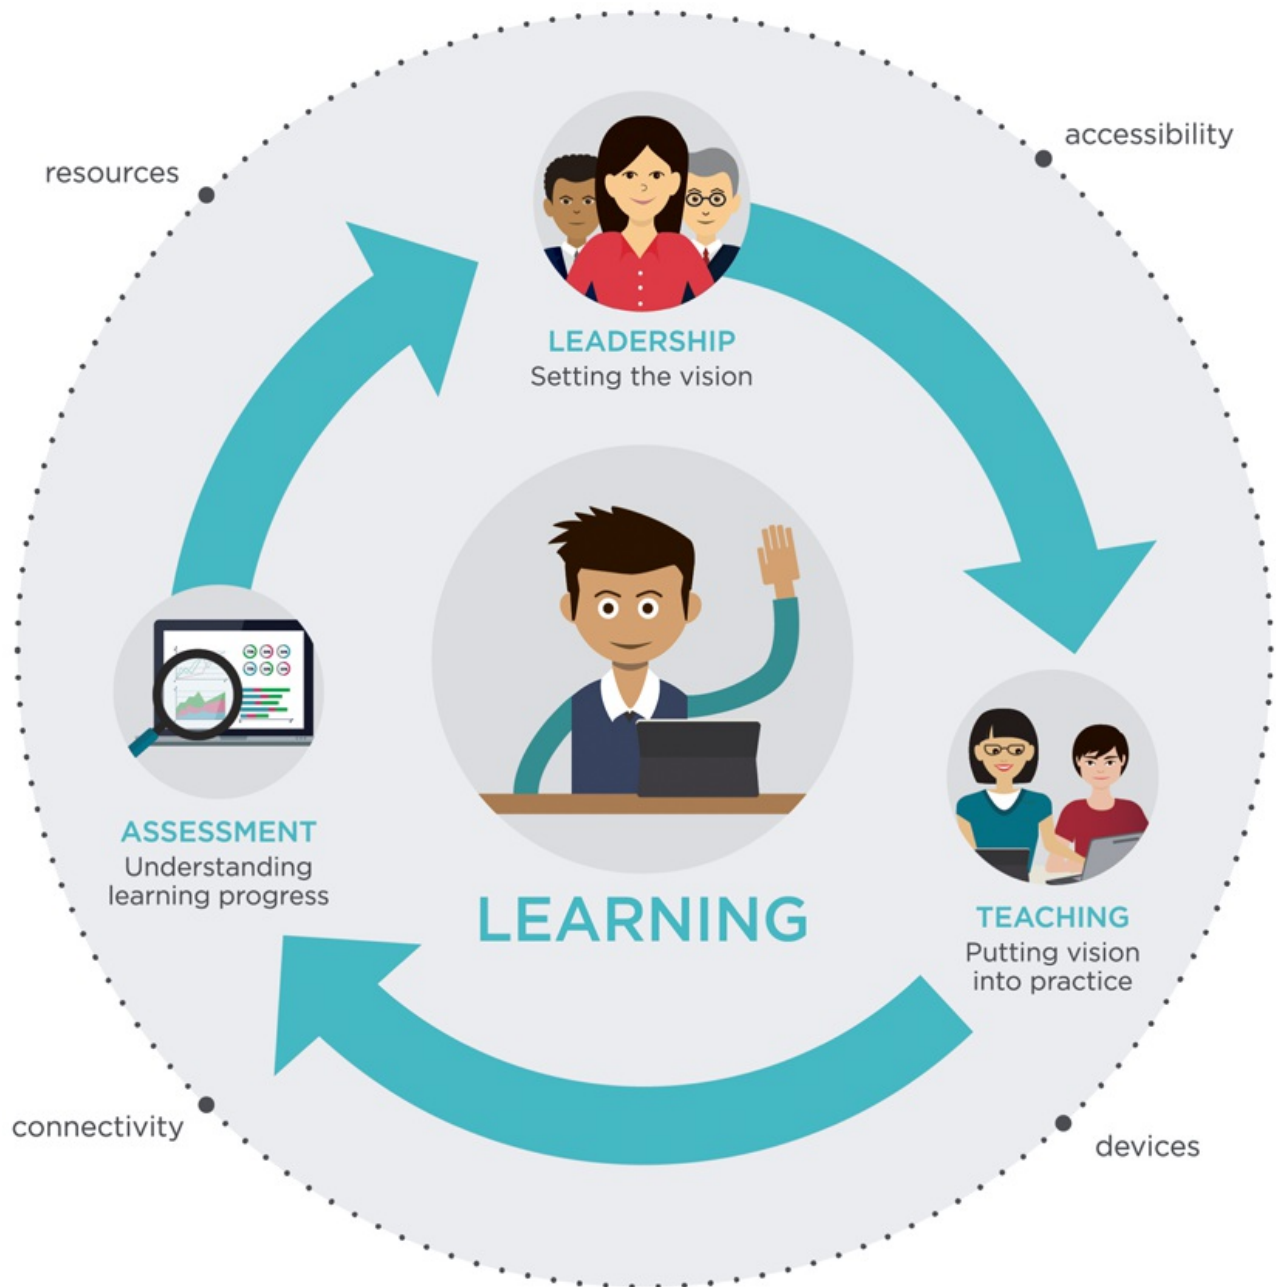 resources
accessibility
LEADERSHIP
Setting the vision
LEARNING
ASSESSMENT
Understanding
learning progress
TEACHING
Putting vision
into practice
connectivity
devices